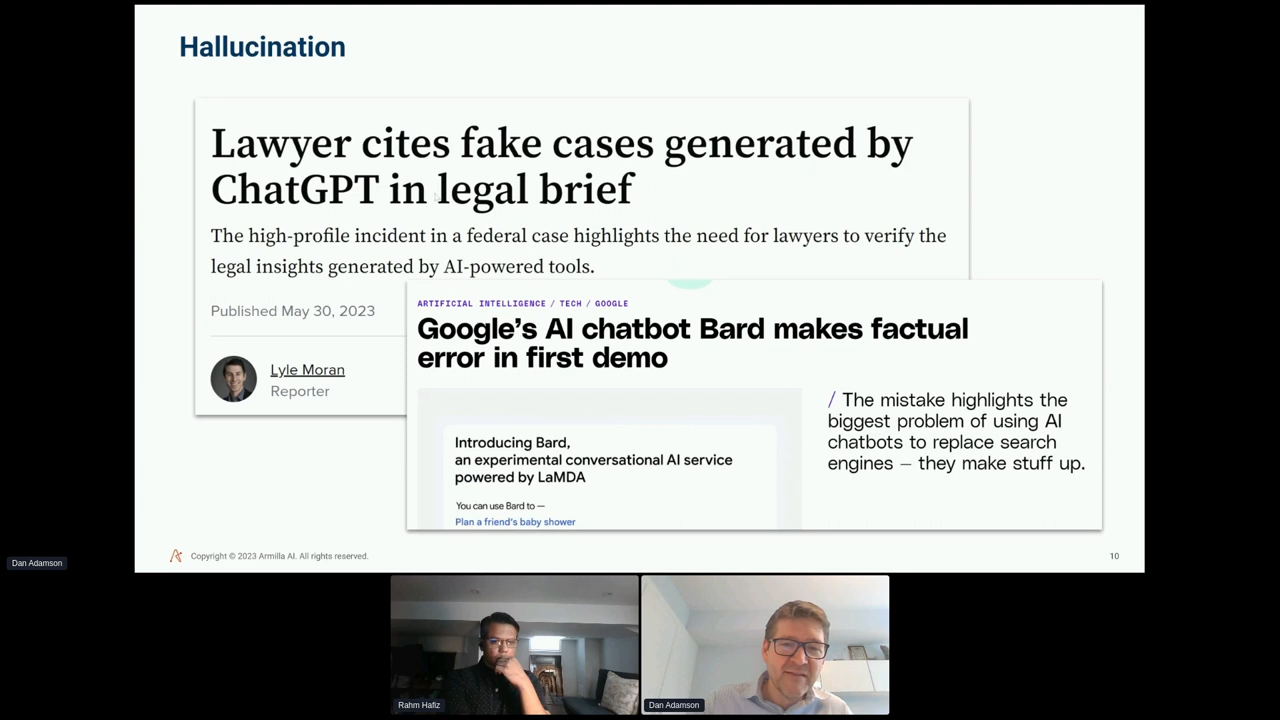 Hallucination
Lawyer cites fake cases generated by
ChatGPT in legal brief
The high-profile incident in a federal case highlights the need for lawyers to verify the
legal insights generated by AI-powered tools.
Published May 30, 2023
Lyle Moran
Reporter
ARTIFICIAL INTELLIGENCE / TECH / GOOGLE
Google's AI chatbot Bard makes factual
error in first demo
Introducing Bard,
an experimental conversational AI service
powered by LaMDA
You can use Bard to —
Plan a friend's baby shower
/ The mistake highlights the
biggest problem of using AI
chatbots to replace search
engines — they make stuff up.
Copyright © 2023 Armilla AI. All rights reserved.
10
Dan Adamson
Rahm Hafiz
Dan Adamson